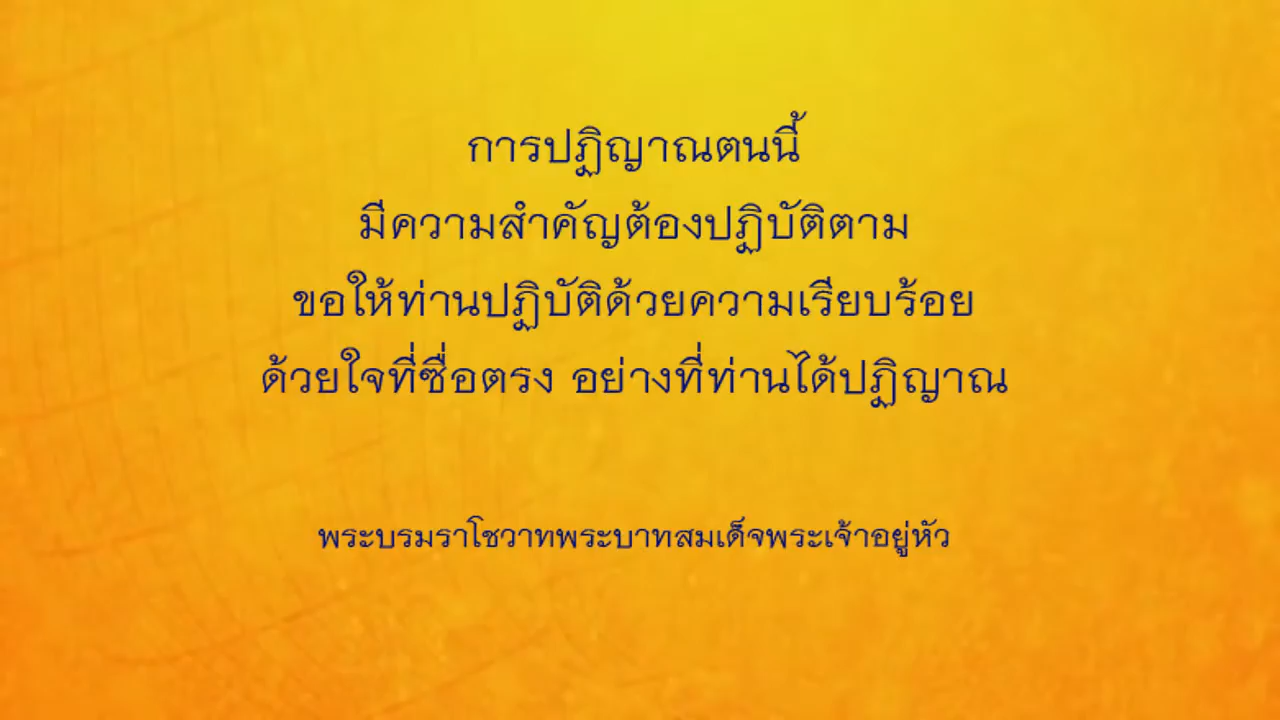 การปฏิญาณตนนี้
มีความสำคัญต้องปฏิบัติตาม
ขอให้ท่านปฏิบัติด้วยความเรียบร้อย
ด้วยใจที่ซื่อตรง อย่างที่ท่านได้ปฏิญาณ
พระบรมราโชวาทพระบาทสมเด็จพระเจ้าอยู่หัว